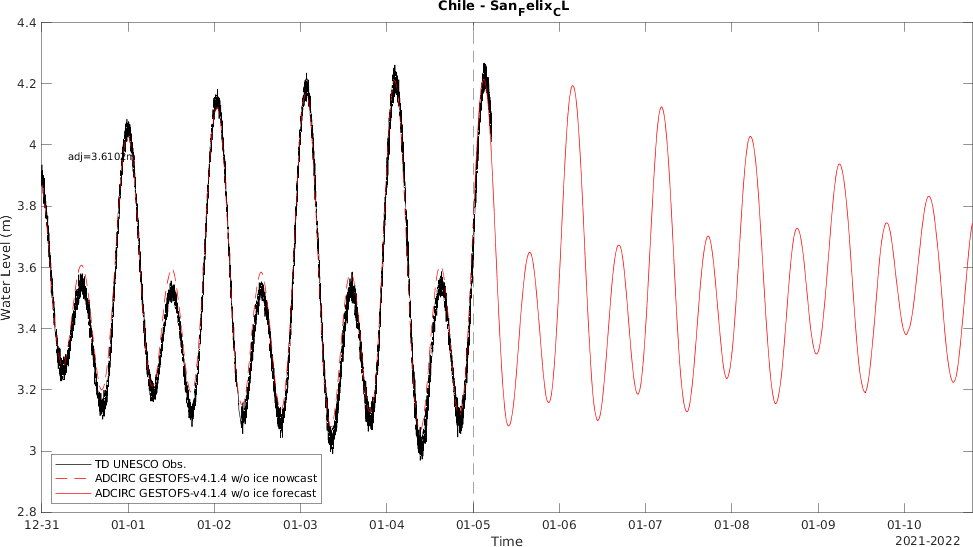 Chile - SanFelixCL
4.4
4.2
4
3.8
3.6
3.4
3.2
3
2.8
Water Level (m)
adj=3.6102m
TD UNESCO Obs.
ADCIRC GESTOFS-v4.1.4 w/o ice nowcast
ADCIRC GESTOFS-v4.1.4 w/o ice forecast
12-31 01-01 01-02 01-03 01-04 01-05 01-06 01-07 01-08 01-09 01-10
Time
2021-2022